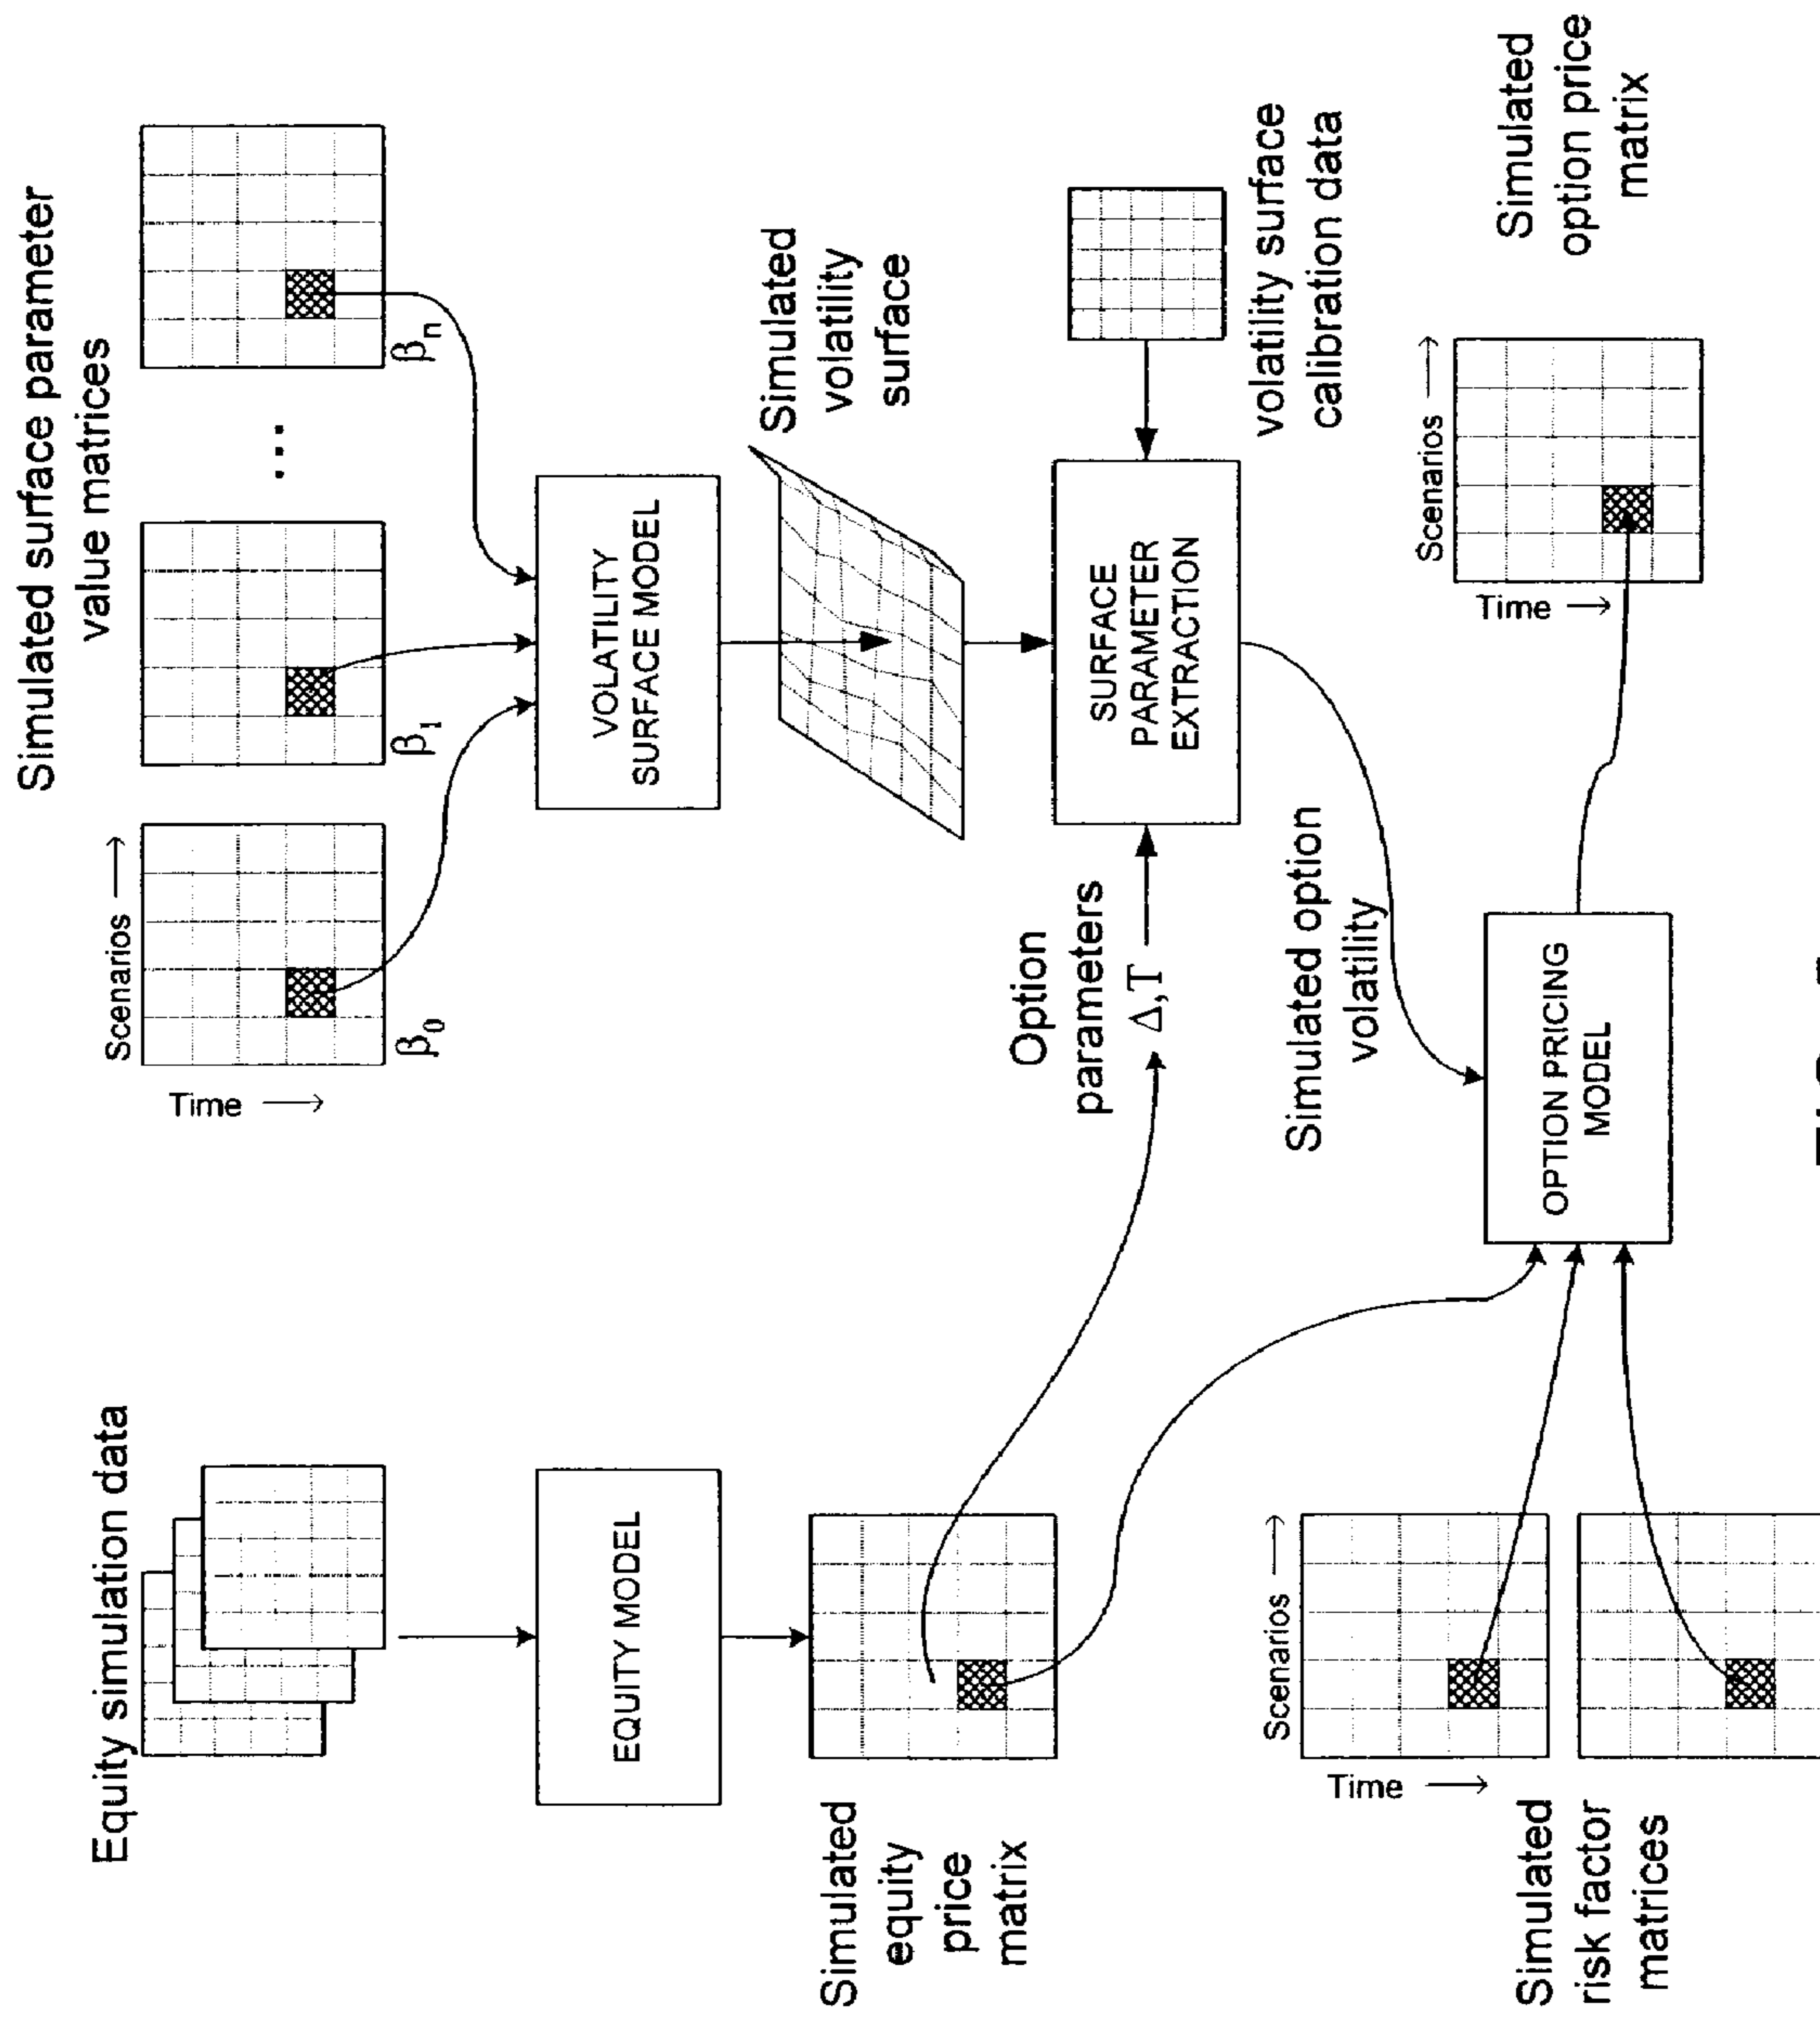 Equity simulation data
Simulated surface parameter
value matrices
Scenarios
Time
β0
β1
...
βn
EQUITY MODEL
VOLATILITY
SURFACE MODEL
Simulated
equity
price
matrix
Simulated
volatility
surface
Option
parameters
Δ,T
SURFACE
PARAMETER
EXTRACTION
volatility surface
calibration data
Simulated option
volatility
Scenarios
Time
Simulated
risk factor
matrices
OPTION PRICING
MODEL
Scenarios
Time
Simulated
option price
matrix